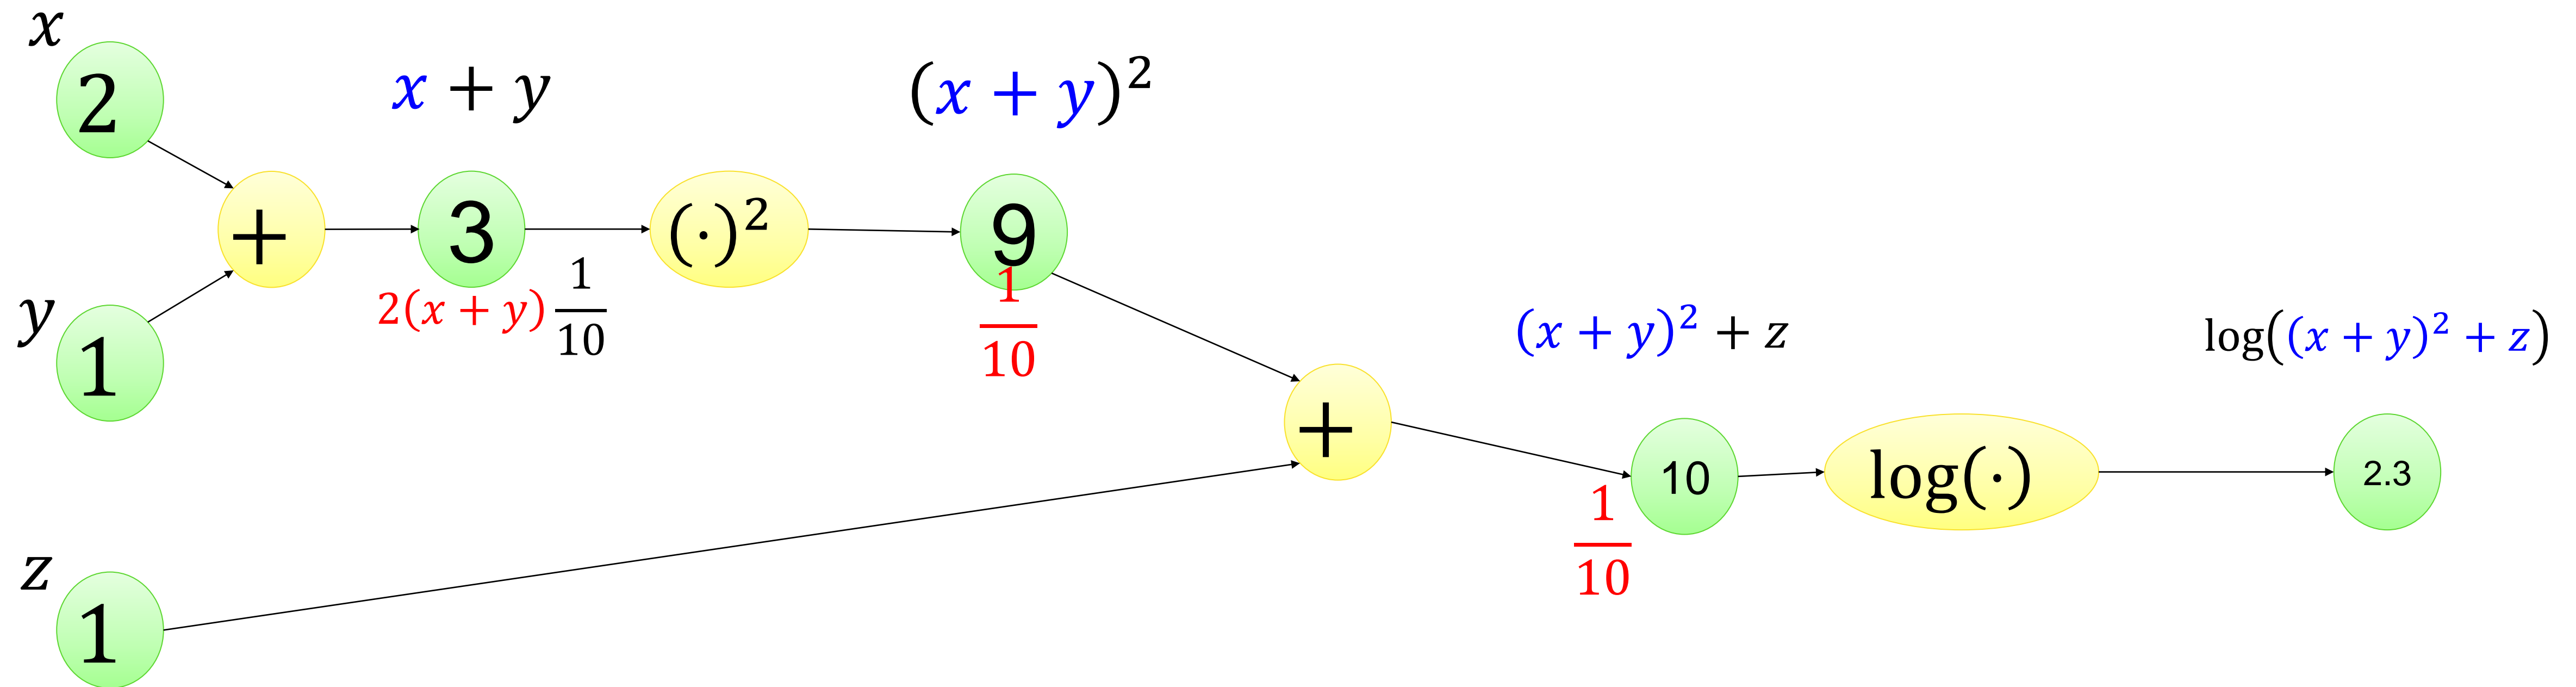 x
2
x + y
(x + y)²
+
3
(·)²
9
2(x + y) 1/10
1/10
y
1
(x + y)² + z
log((x + y)² + z)
+
10
log(·)
2.3
1/10
z
1